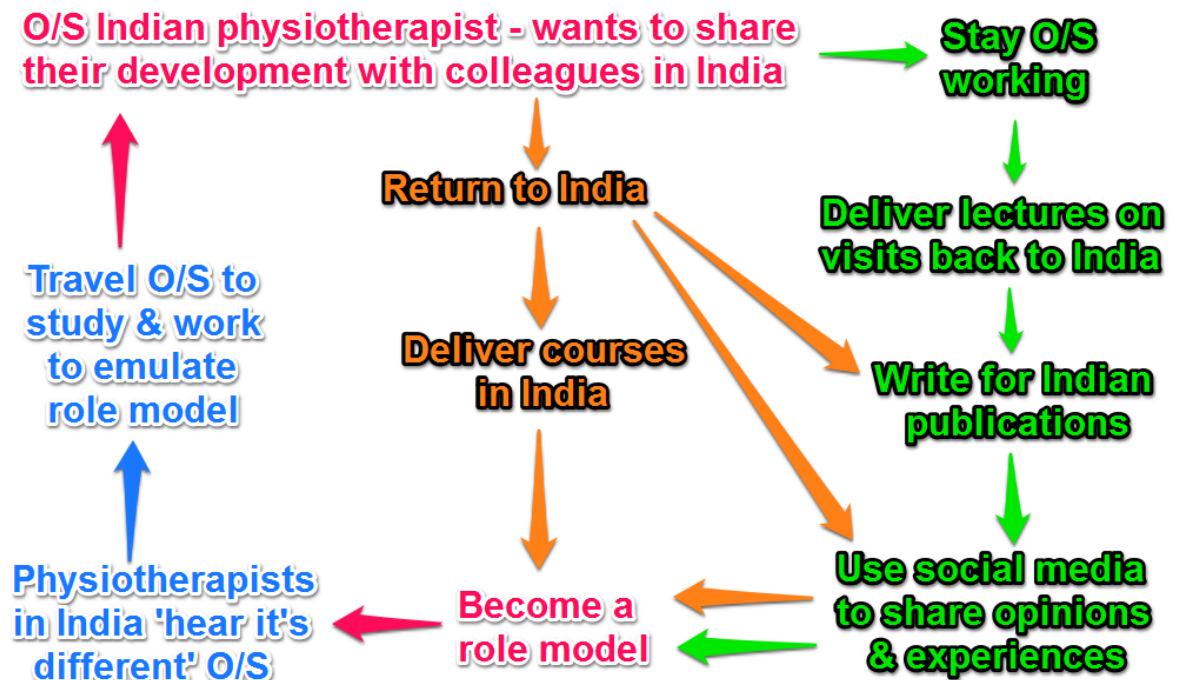 O/S Indian physiotherapist - wants to share
their development with colleagues in India
Stay O/S
working
Return to India
Deliver lectures on
visits back to India
Travel O/S to
study & work
to emulate
role model
Deliver courses
in India
Write for Indian
publications
Physiotherapists
in India 'hear it's
different' O/S
Become a
role model
Use social media
to share opinions
& experiences